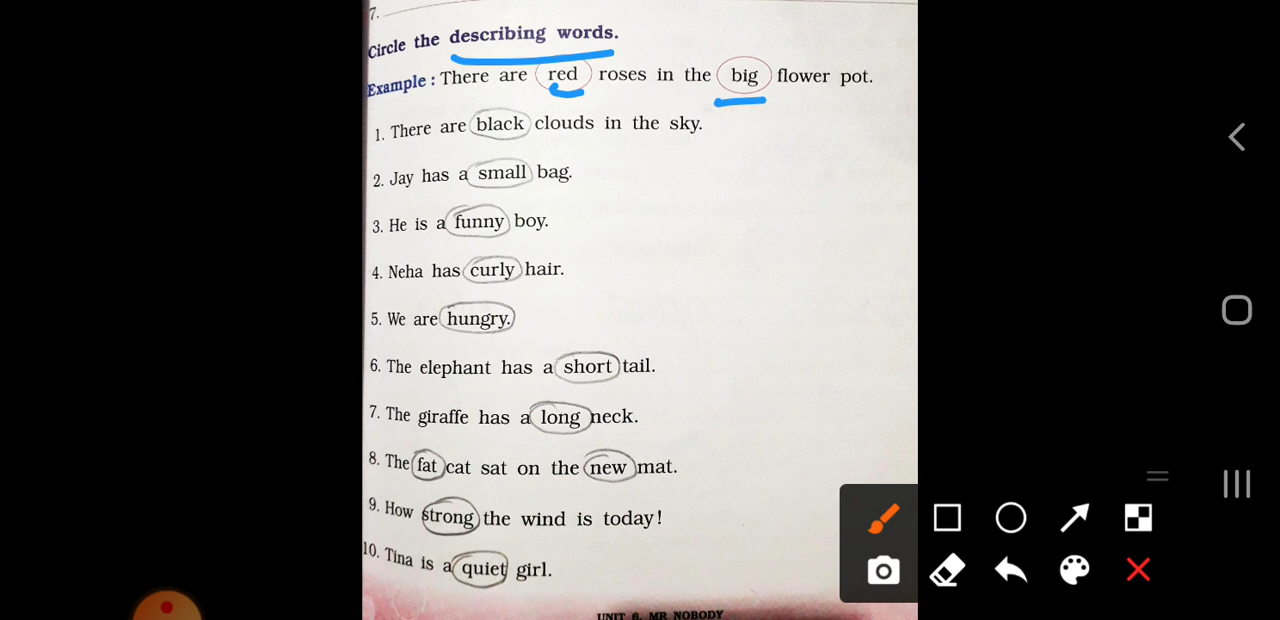 7.
Circle the describing words.
Example : There are red roses in the big flower pot.
1. There are black clouds in the sky.
2. Jay has a small bag.
3. He is a funny boy.
4. Neha has curly hair.
5. We are hungry.
6. The elephant has a short tail.
7. The giraffe has a long neck.
8. The fat cat sat on the new mat.
9. How strong the wind is today!
10. Tina is a quiet girl.
UNIT 6. MR NOBODY